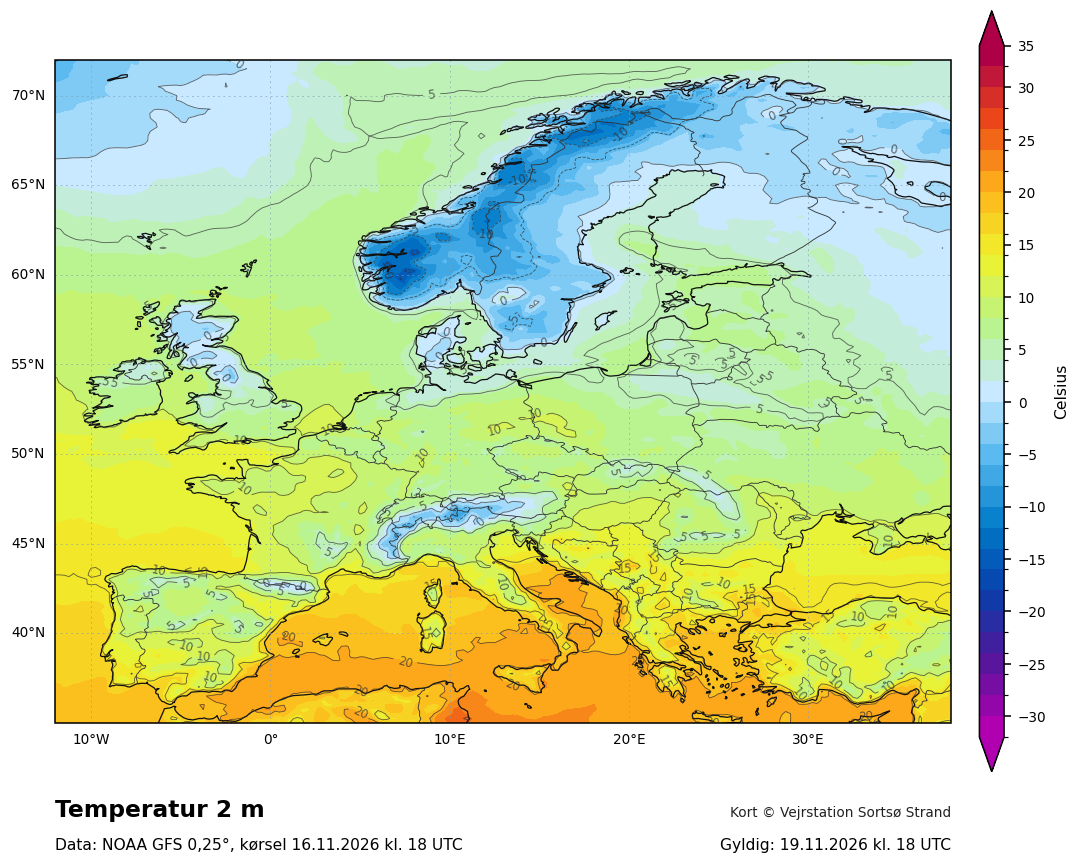 70°N
65°N
60°N
55°N
50°N
45°N
40°N
10°W
0°
10°E
20°E
30°E
35
30
25
20
15
10
5
0
−5
−10
−15
−20
−25
−30
Celsius
Temperatur 2 m
Kort © Vejrstation Sortsø Strand
Data: NOAA GFS 0,25°, kørsel 16.11.2026 kl. 18 UTC
Gyldig: 19.11.2026 kl. 18 UTC